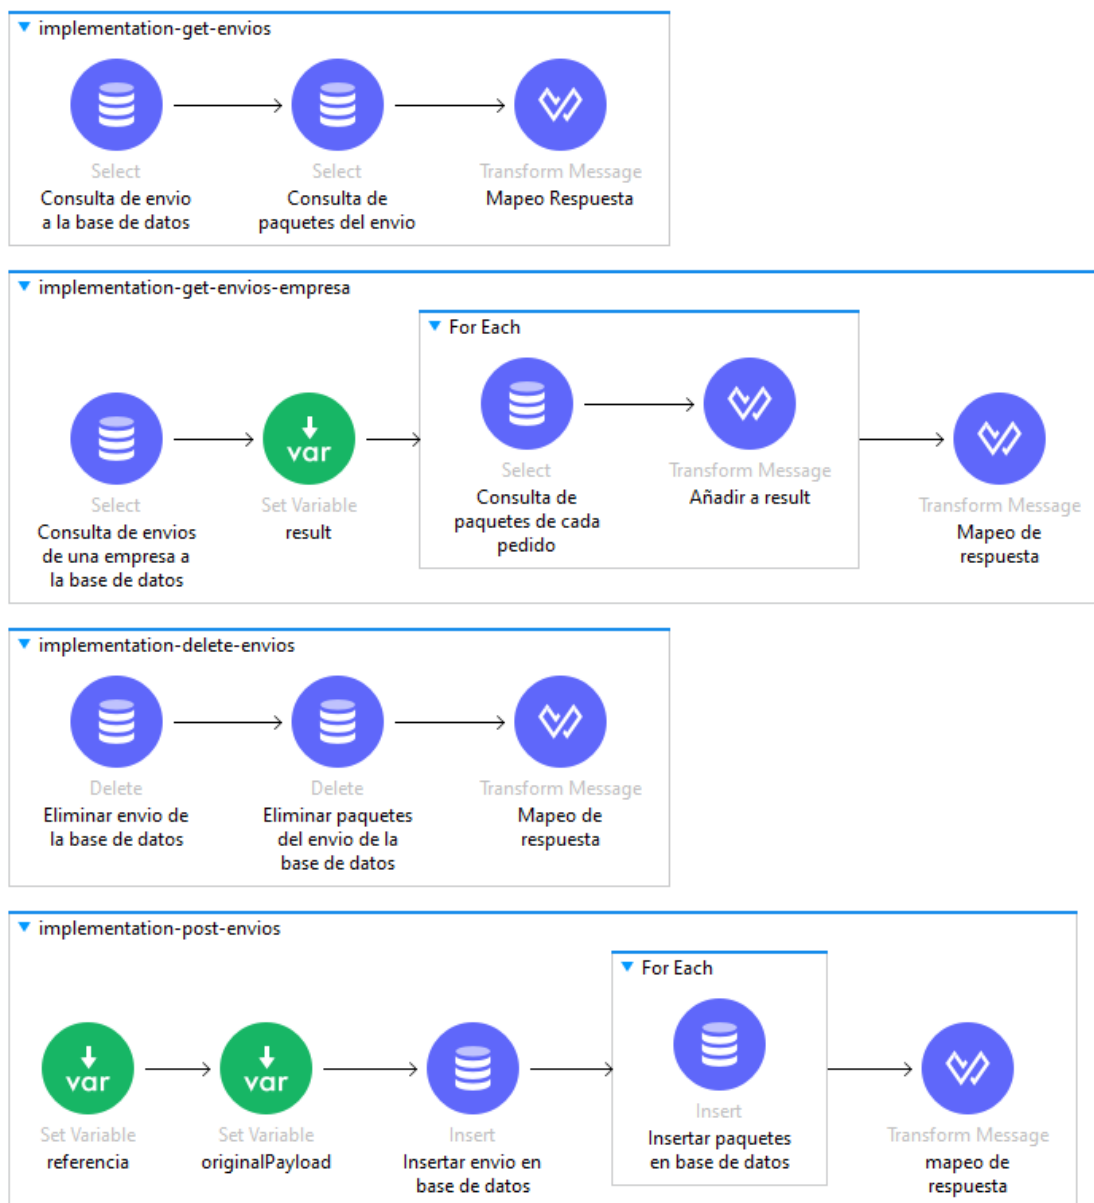 implementation-get-envios
Select
Consulta de envio
a la base de datos
Select
Consulta de
paquetes del envio
Transform Message
Mapeo Respuesta
implementation-get-envios-empresa
For Each
Select
Consulta de envios
de una empresa a
la base de datos
var
Set Variable
result
Select
Consulta de
paquetes de cada
pedido
Transform Message
Añadir a result
Transform Message
Mapeo de
respuesta
implementation-delete-envios
Delete
Eliminar envio de
la base de datos
Delete
Eliminar paquetes
del envio de la
base de datos
Transform Message
Mapeo de
respuesta
implementation-post-envios
For Each
var
Set Variable
referencia
var
Set Variable
originalPayload
Insert
Insertar envio en
base de datos
Insert
Insertar paquetes
en base de datos
Transform Message
mapeo de
respuesta